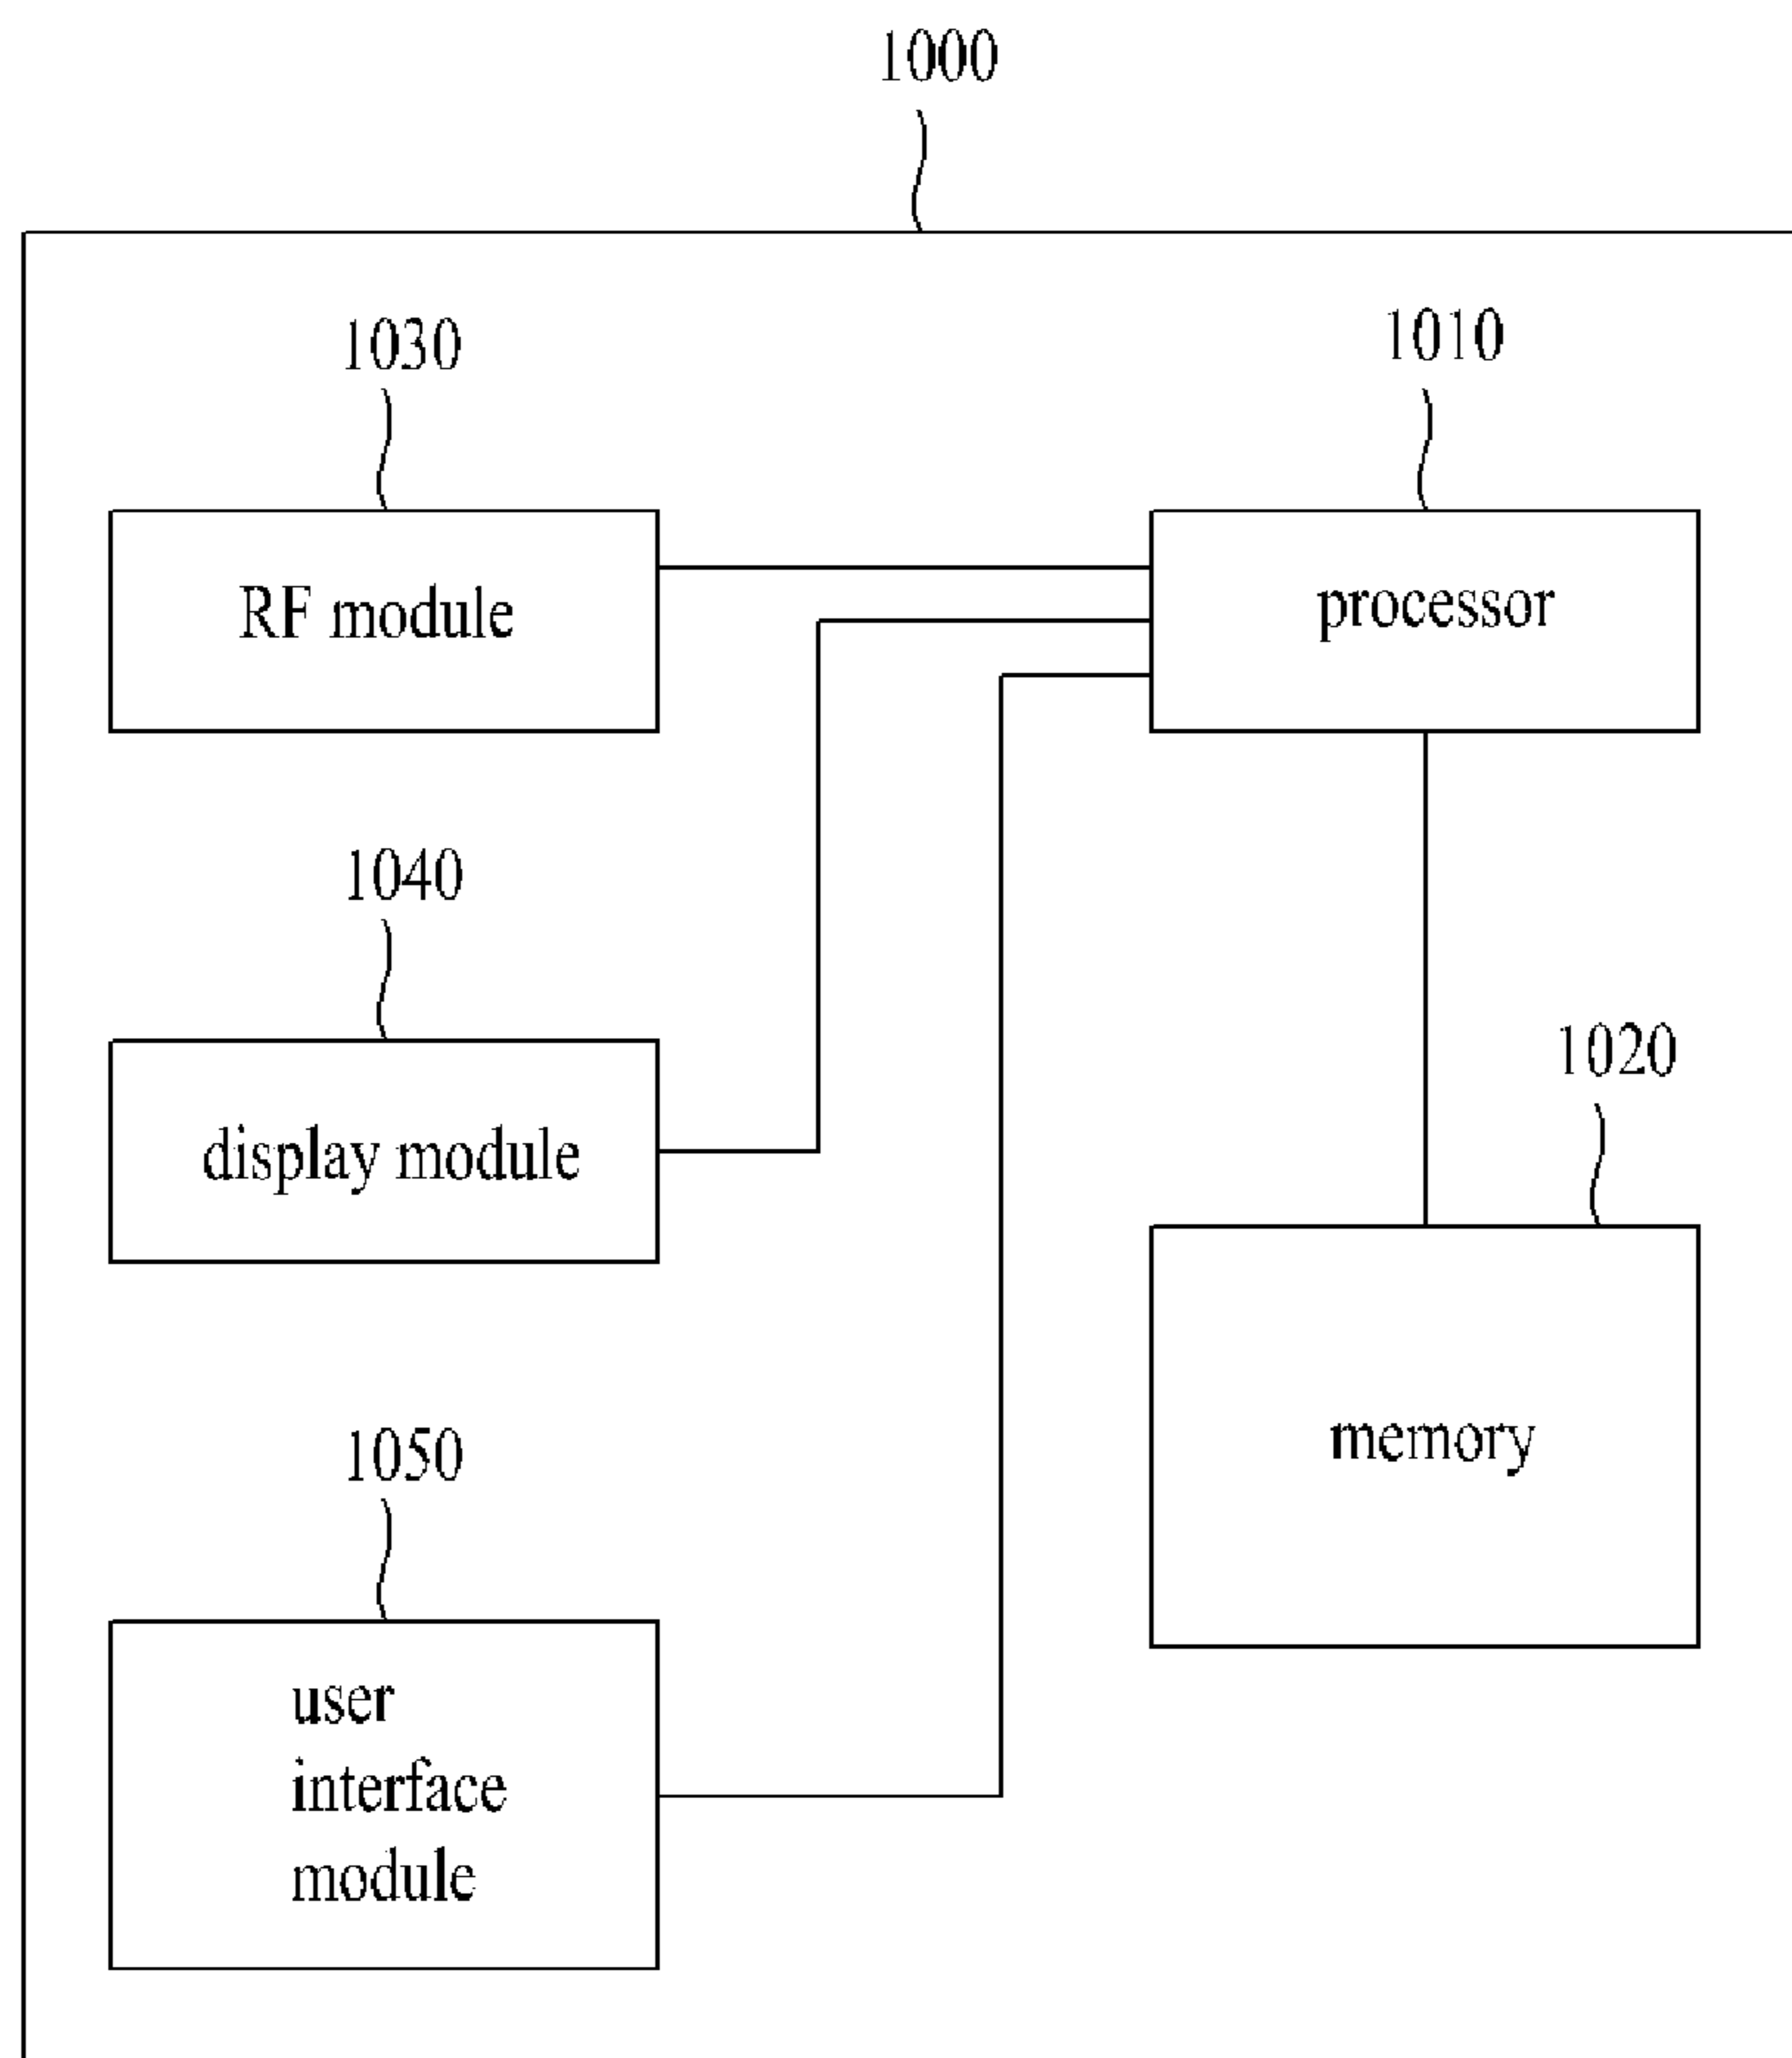 1000
1030
RF module
1010
processor
1040
display module
1020
memory
1050
user
interface
module